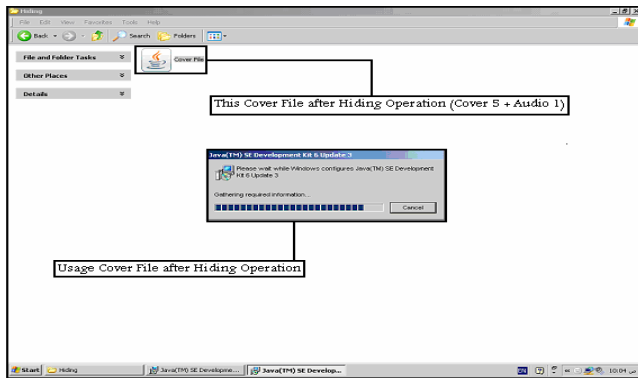 Hiding
File Edit View Favorites Tools Help
Back Search Folders
File and Folder Tasks
Other Places
Details
Cover File
This Cover File after Hiding Operation (Cover 5 + Audio 1)
Java(TM) SE Development Kit 6 Update 3
Please wait while Windows configures Java(TM) SE Development
Kit 6 Update 3
Gathering required information...
Cancel
Usage Cover File after Hiding Operation
Start Hiding Java(TM) SE Developme... Java(TM) SE Develop... EN 10:04